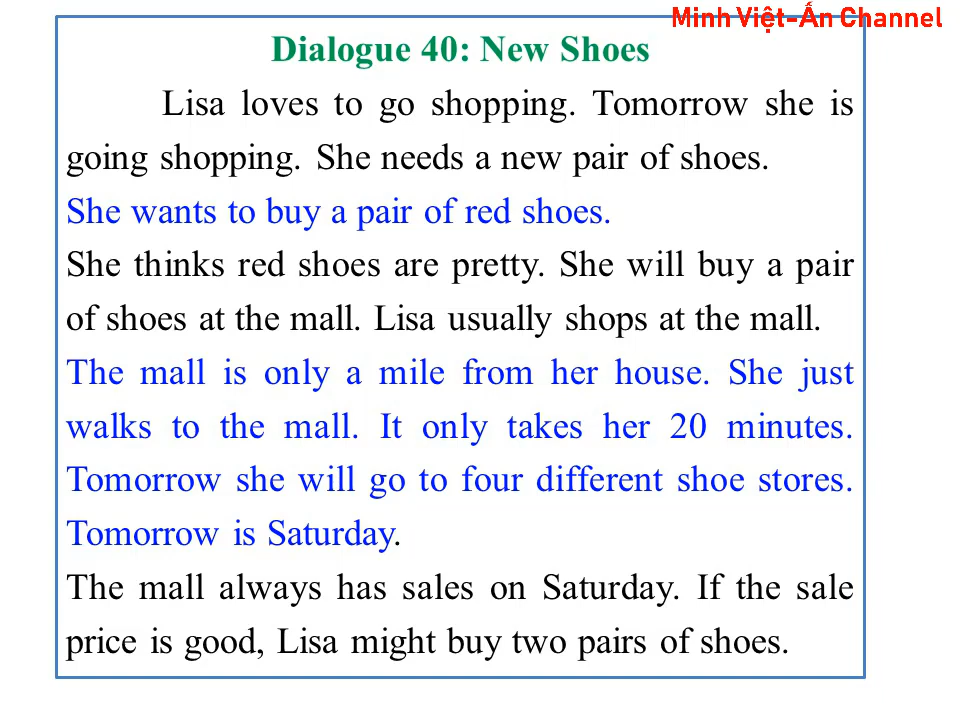 Minh Việt-Ấn Channel
Dialogue 40: New Shoes
Lisa loves to go shopping. Tomorrow she is
going shopping. She needs a new pair of shoes.
She wants to buy a pair of red shoes.
She thinks red shoes are pretty. She will buy a pair
of shoes at the mall. Lisa usually shops at the mall.
The mall is only a mile from her house. She just
walks to the mall. It only takes her 20 minutes.
Tomorrow she will go to four different shoe stores.
Tomorrow is Saturday.
The mall always has sales on Saturday. If the sale
price is good, Lisa might buy two pairs of shoes.